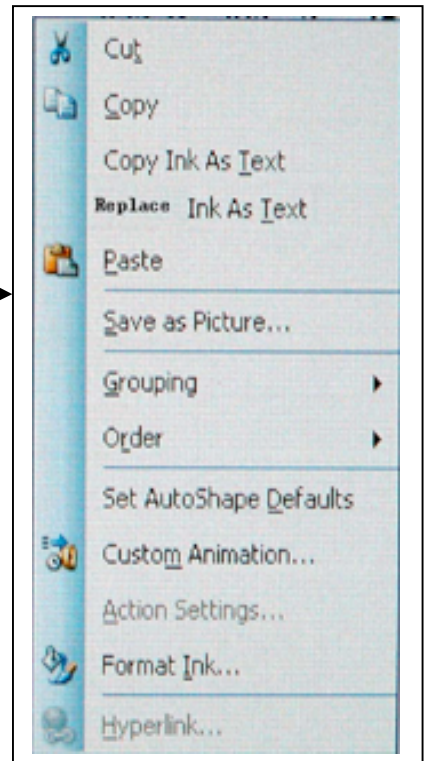 Cut
Copy
Copy Ink As Text
Replace Ink As Text
Paste
Save as Picture...
Grouping
Order
Set AutoShape Defaults
Custom Animation...
Action Settings...
Format Ink...
Hyperlink...